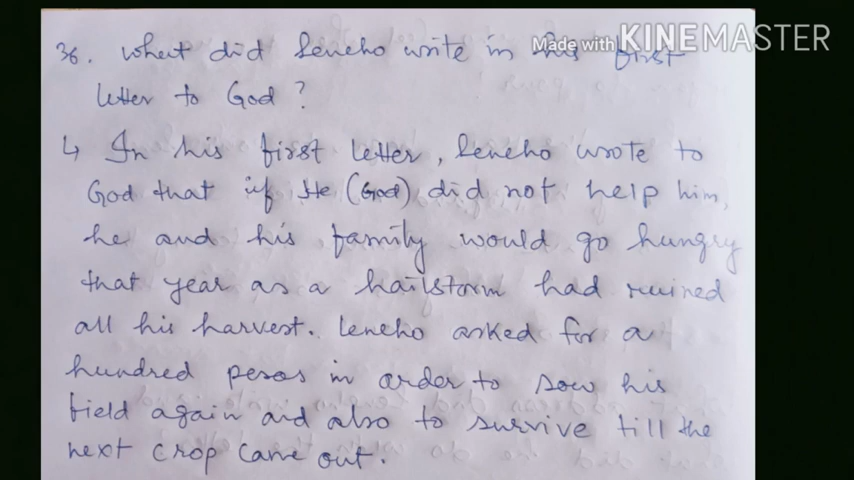 Made with KINEMASTER
36. What did Lencho write in his first
letter to God?
↳ In his first letter, Lencho wrote to
God that if He (God) did not help him,
he and his family would go hungry
that year as a hailstorm had ruined
all his harvest. Lencho asked for a
hundred pesos in order to sow his
field again and also to survive till the
next crop came out.